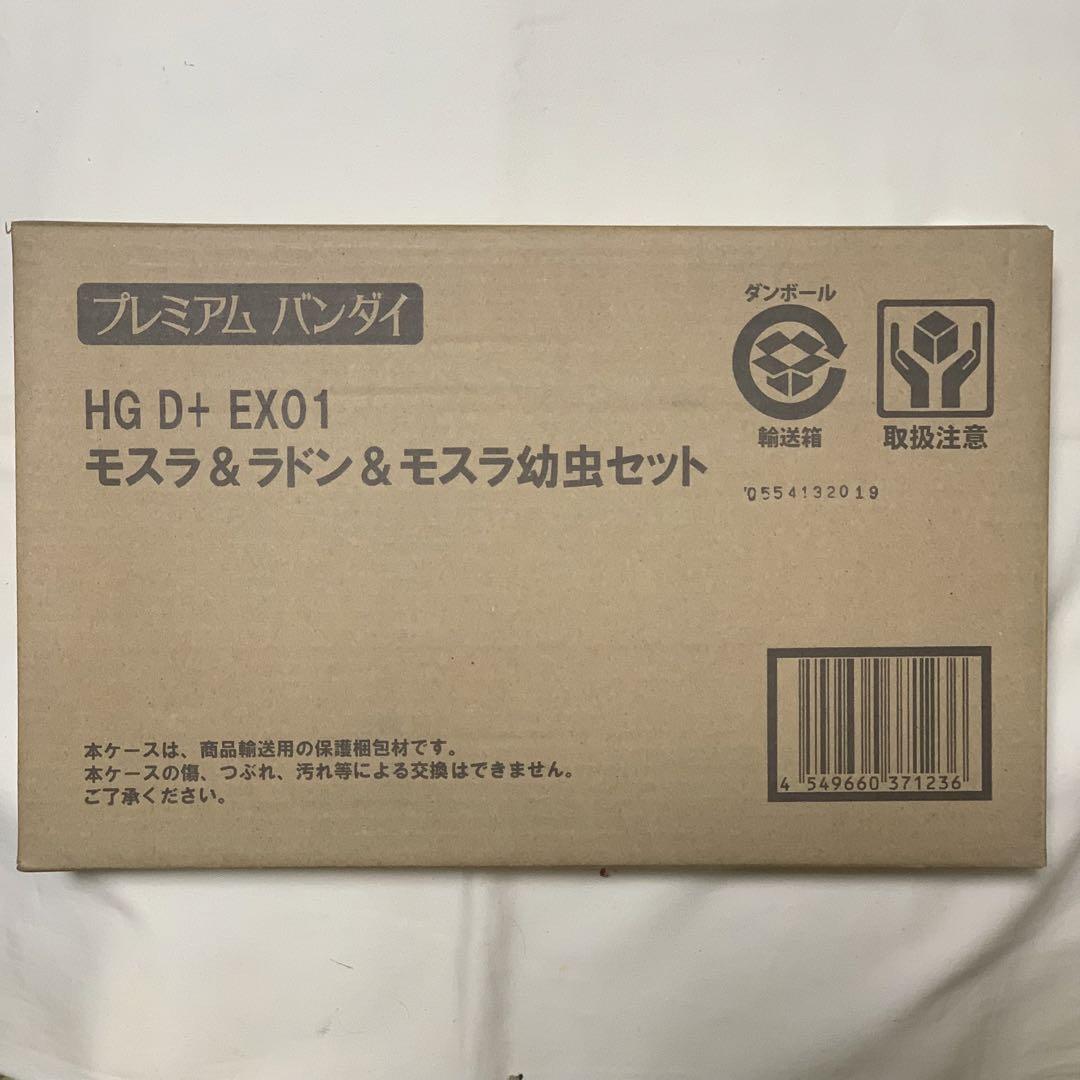 プレミアム バンダイ
HG D+ EX01
モスラ&ラドン&モスラ幼虫セット
ダンボール
輸送箱
取扱注意
'0554132019
本ケースは、商品輸送用の保護梱包材です。
本ケースの傷、つぶれ、汚れ等による交換はできません。
ご了承ください。
4 549660 371236